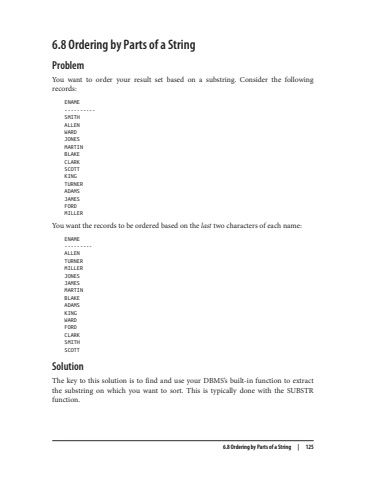 6.8 Ordering by Parts of a String
Problem
You want to order your result set based on a substring. Consider the following
records:
ENAME
----------
SMITH
ALLEN
WARD
JONES
MARTIN
BLAKE
CLARK
SCOTT
KING
TURNER
ADAMS
JAMES
FORD
MILLER
You want the records to be ordered based on the last two characters of each name:
ENAME
---------
ALLEN
TURNER
MILLER
JONES
JAMES
MARTIN
BLAKE
ADAMS
KING
WARD
FORD
CLARK
SMITH
SCOTT
Solution
The key to this solution is to find and use your DBMS's built-in function to extract
the substring on which you want to sort. This is typically done with the SUBSTR
function.
6.8 Ordering by Parts of a String | 125